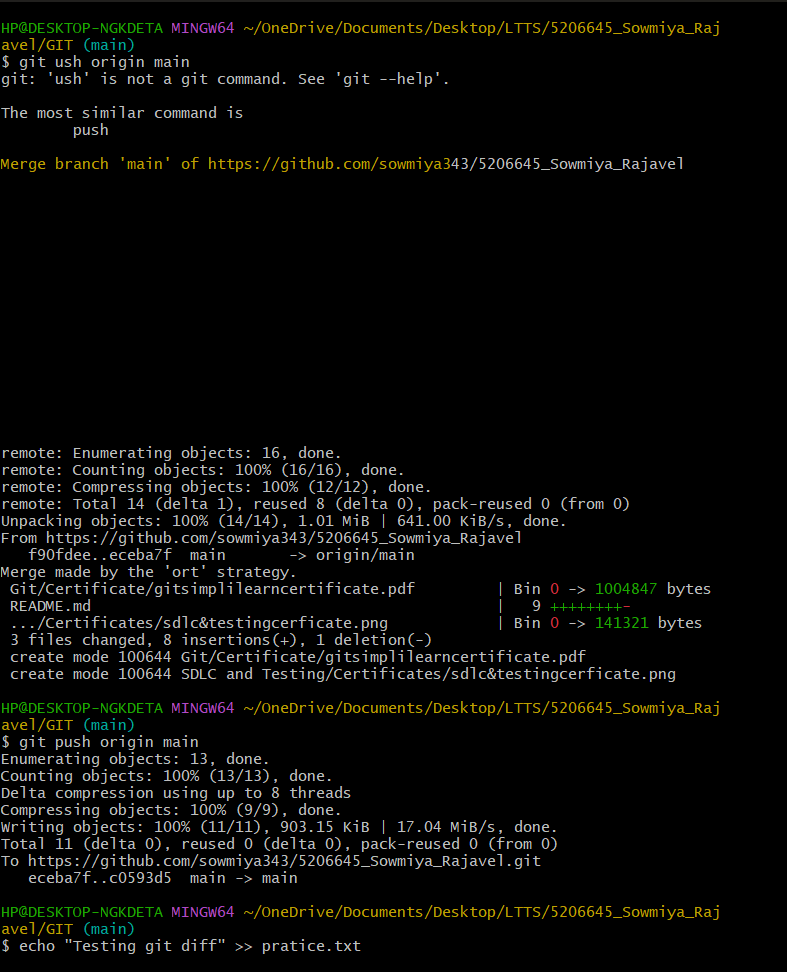 HP@DESKTOP-NGKDETA MINGW64 ~/OneDrive/Documents/Desktop/LTTS/5206645_Sowmiya_Raj
avel/GIT (main)
$ git ush origin main
git: 'ush' is not a git command. See 'git --help'.
The most similar command is
        push
Merge branch 'main' of https://github.com/sowmiya343/5206645_Sowmiya_Rajavel
remote: Enumerating objects: 16, done.
remote: Counting objects: 100% (16/16), done.
remote: Compressing objects: 100% (12/12), done.
remote: Total 14 (delta 1), reused 8 (delta 0), pack-reused 0 (from 0)
Unpacking objects: 100% (14/14), 1.01 MiB | 641.00 KiB/s, done.
From https://github.com/sowmiya343/5206645_Sowmiya_Rajavel
   f90fdee..eceba7f  main       -> origin/main
Merge made by the 'ort' strategy.
 Git/Certificate/gitsimplilearncertificate.pdf         | Bin 0 -> 1004847 bytes
 README.md                                             |   9 ++++++++-
 .../Certificates/sdlc&testingcerficate.png            | Bin 0 -> 141321 bytes
 3 files changed, 8 insertions(+), 1 deletion(-)
 create mode 100644 Git/Certificate/gitsimplilearncertificate.pdf
 create mode 100644 SDLC and Testing/Certificates/sdlc&testingcerficate.png
HP@DESKTOP-NGKDETA MINGW64 ~/OneDrive/Documents/Desktop/LTTS/5206645_Sowmiya_Raj
avel/GIT (main)
$ git push origin main
Enumerating objects: 13, done.
Counting objects: 100% (13/13), done.
Delta compression using up to 8 threads
Compressing objects: 100% (9/9), done.
Writing objects: 100% (11/11), 903.15 KiB | 17.04 MiB/s, done.
Total 11 (delta 0), reused 0 (delta 0), pack-reused 0 (from 0)
To https://github.com/sowmiya343/5206645_Sowmiya_Rajavel.git
   eceba7f..c0593d5  main -> main
HP@DESKTOP-NGKDETA MINGW64 ~/OneDrive/Documents/Desktop/LTTS/5206645_Sowmiya_Raj
avel/GIT (main)
$ echo "Testing git diff" >> pratice.txt